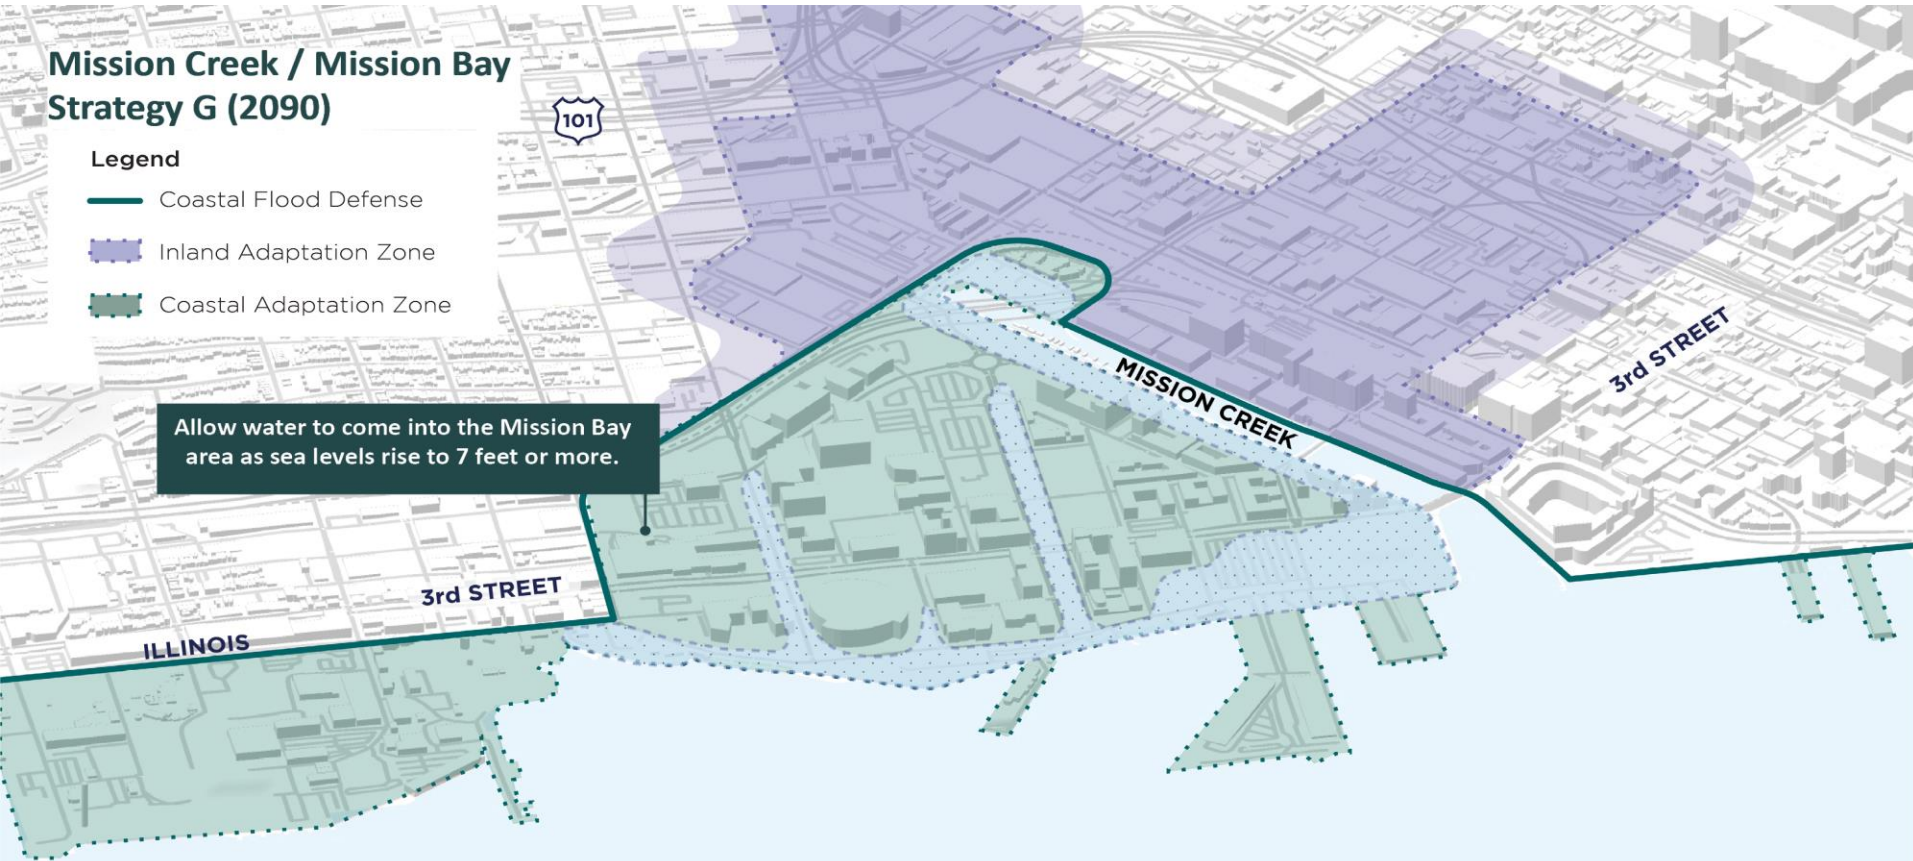 Mission Creek / Mission Bay
Strategy G (2090)
101
Legend
Coastal Flood Defense
Inland Adaptation Zone
Coastal Adaptation Zone
3rd STREET
MISSION CREEK
Allow water to come into the Mission Bay
area as sea levels rise to 7 feet or more.
3rd STREET
ILLINOIS